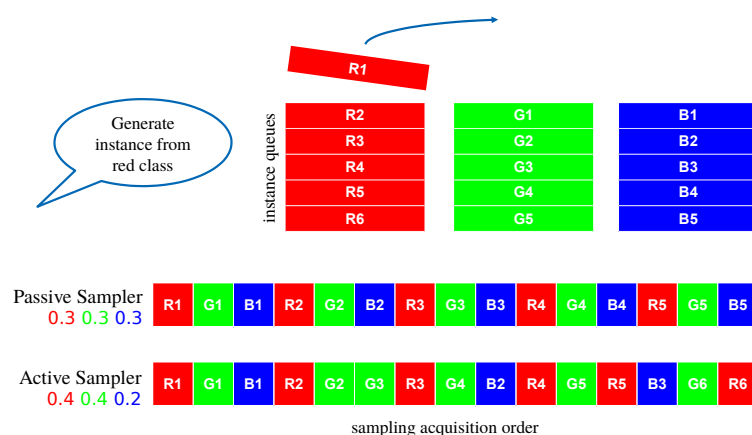 R1
Generate
instance from
red class
instance queues
R2 G1 B1
R3 G2 B2
R4 G3 B3
R5 G4 B4
R6 G5 B5
Passive Sampler
0.3 0.3 0.3
R1 G1 B1 R2 G2 B2 R3 G3 B3 R4 G4 B4 R5 G5 B5
Active Sampler
0.4 0.4 0.2
R1 G1 B1 R2 G2 G3 R3 G4 B2 R4 G5 R5 B3 G6 R6
sampling acquisition order